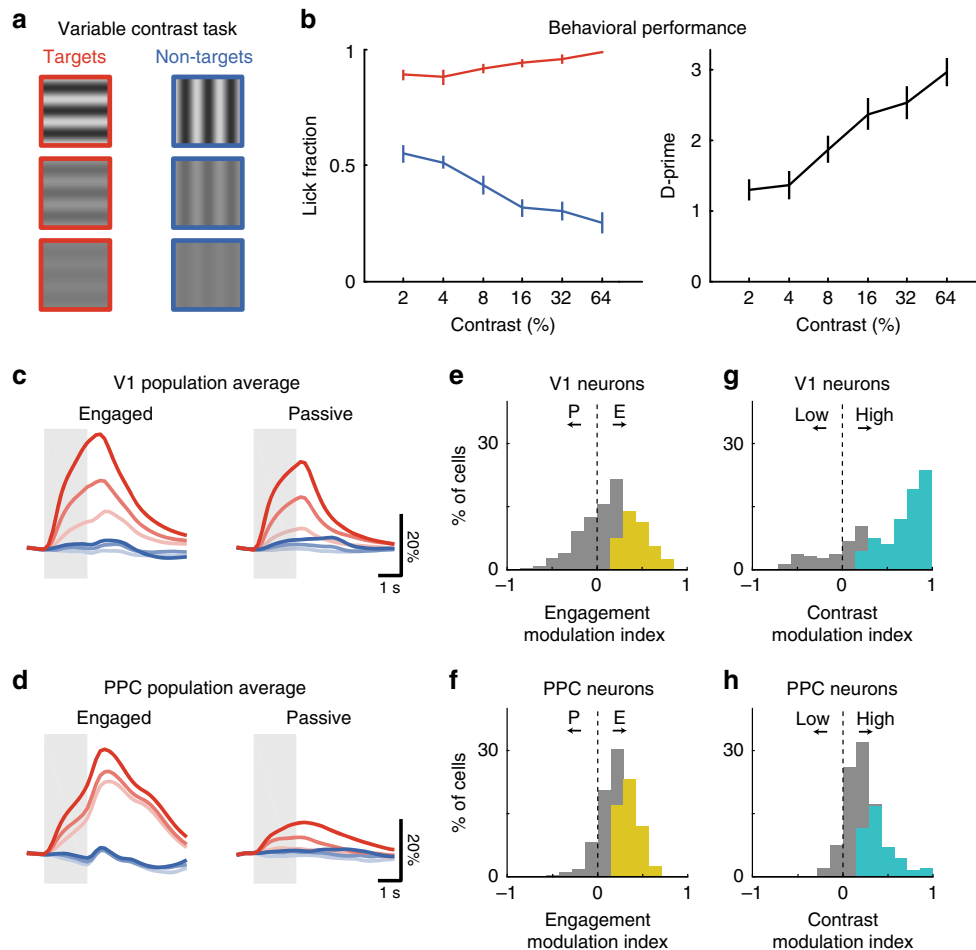 a
Variable contrast task
Targets
Non-targets
b
Behavioral performance
1
0.5
0
Lick fraction
2 4 8 16 32 64
Contrast (%)
3
2
1
0
D-prime
2 4 8 16 32 64
Contrast (%)
c
V1 population average
Engaged
Passive
20%
1 s
d
PPC population average
Engaged
Passive
20%
1 s
e
V1 neurons
P
E
30
0
% of cells
–1 0 1
Engagement
modulation index
g
V1 neurons
Low
High
30
0
–1 0 1
Contrast
modulation index
f
PPC neurons
P
E
30
0
% of cells
–1 0 1
Engagement
modulation index
h
PPC neurons
Low
High
30
0
–1 0 1
Contrast
modulation index